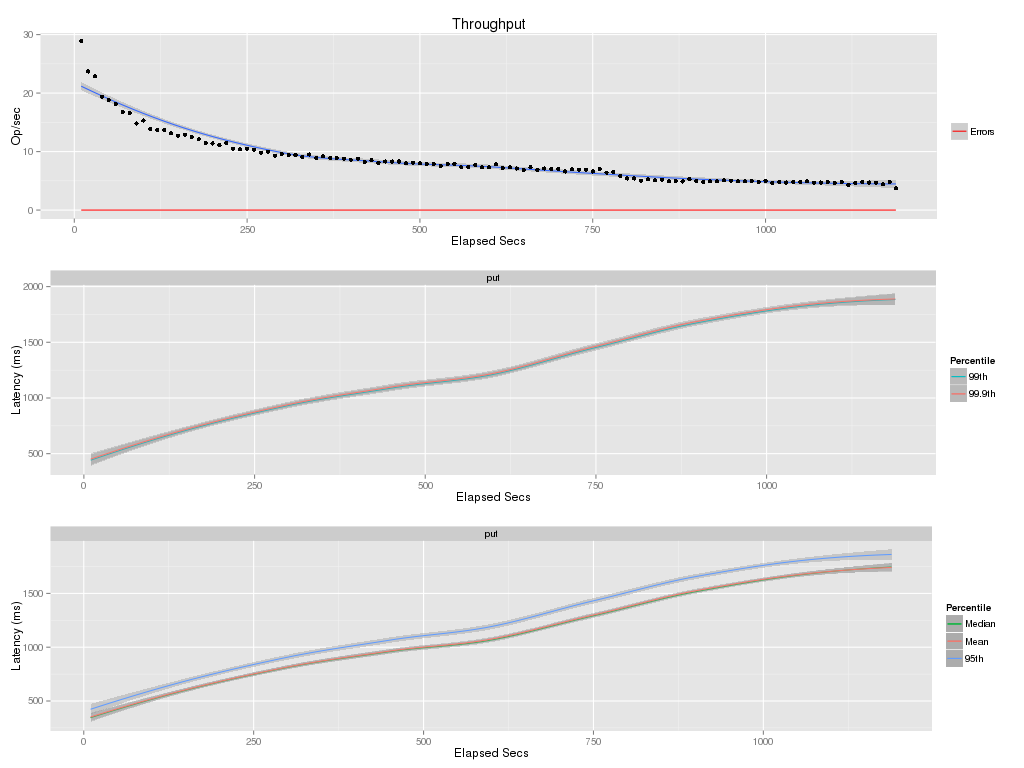 Throughput
30
20
10
0
Op/sec
0 250 500 750 1000
Elapsed Secs
Errors
put
2000
1500
1000
500
Latency (ms)
0 250 500 750 1000
Elapsed Secs
Percentile
99th
99.9th
put
1500
1000
500
Latency (ms)
0 250 500 750 1000
Elapsed Secs
Percentile
Median
Mean
95th